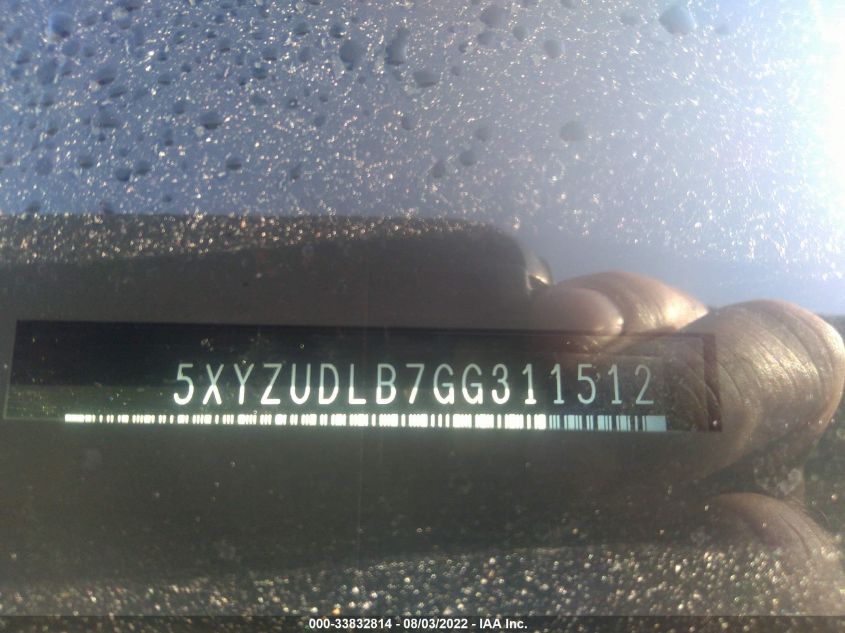 5XYZUDLB7GG311512
000-33832814 - 08/03/2022 - IAA Inc.